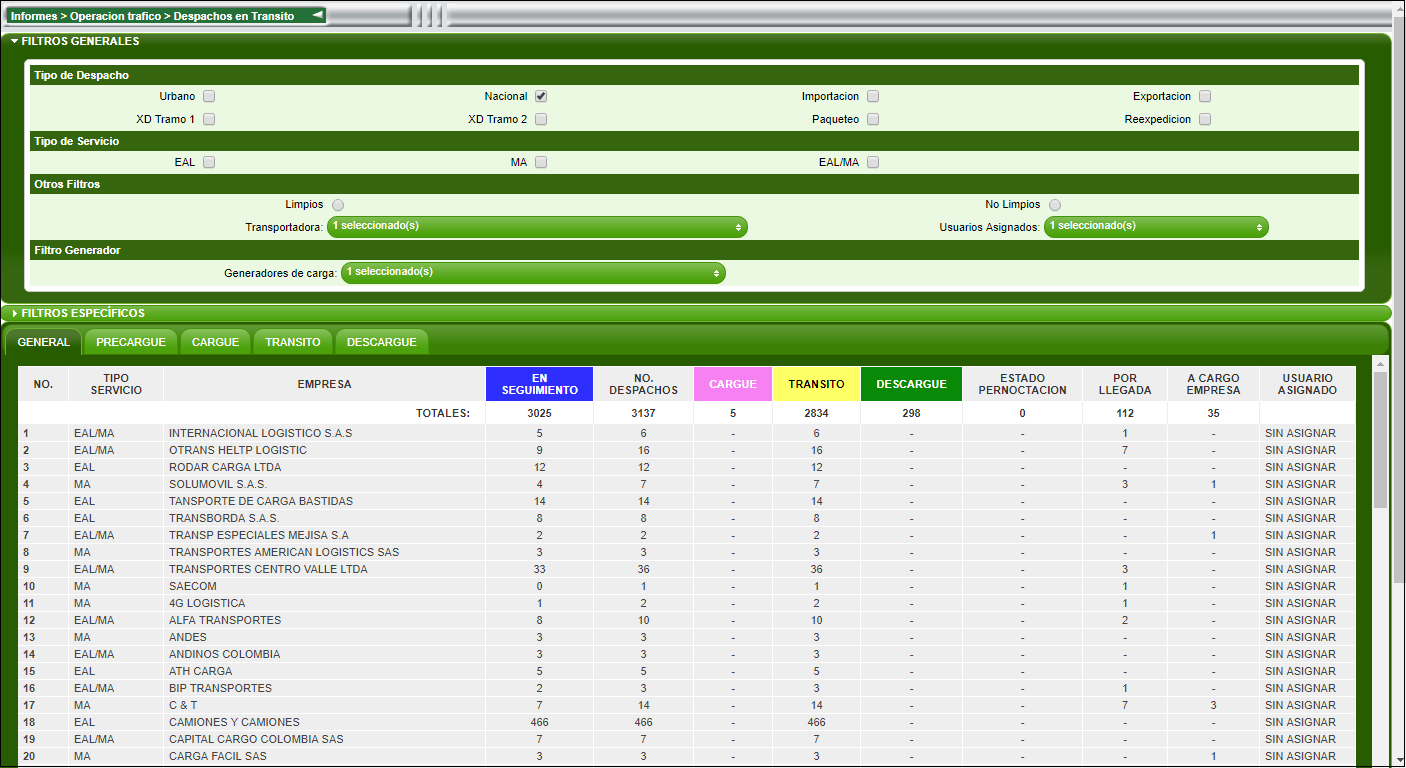 Informes > Operacion trafico > Despachos en Transito
FILTROS GENERALES
Tipo de Despacho
Urbano Nacional Importacion Exportacion
XD Tramo 1 XD Tramo 2 Paqueteo Reexpedicion
Tipo de Servicio
EAL MA EAL/MA
Otros Filtros
Limpios No Limpios
Transportadora: 1 seleccionado(s) Usuarios Asignados: 1 seleccionado(s)
Filtro Generador
Generadores de carga: 1 seleccionado(s)
FILTROS ESPECÍFICOS
GENERAL PRECARGUE CARGUE TRANSITO DESCARGUE
NO. TIPO SERVICIO EMPRESA EN SEGUIMIENTO NO. DESPACHOS CARGUE TRANSITO DESCARGUE ESTADO PERNOCTACION POR LLEGADA A CARGO EMPRESA USUARIO ASIGNADO
TOTALES: 3025 3137 5 2834 298 0 112 35
1 EAL/MA INTERNACIONAL LOGISTICO S.A.S 5 6 - 6 - - 1 - SIN ASIGNAR
2 EAL/MA OTRANS HELTP LOGISTIC 9 16 - 16 - - 7 - SIN ASIGNAR
3 EAL RODAR CARGA LTDA 12 12 - 12 - - - - SIN ASIGNAR
4 MA SOLUMOVIL S.A.S. 4 7 - 7 - - 3 1 SIN ASIGNAR
5 EAL TANSPORTE DE CARGA BASTIDAS 14 14 - 14 - - - - SIN ASIGNAR
6 EAL TRANSBORDA S.A.S. 8 8 - 8 - - - - SIN ASIGNAR
7 EAL/MA TRANSP ESPECIALES MEJISA S.A 2 2 - 2 - - - 1 SIN ASIGNAR
8 MA TRANSPORTES AMERICAN LOGISTICS SAS 3 3 - 3 - - - - SIN ASIGNAR
9 EAL/MA TRANSPORTES CENTRO VALLE LTDA 33 36 - 36 - - 3 - SIN ASIGNAR
10 MA SAECOM 0 1 - 1 - - 1 - SIN ASIGNAR
11 MA 4G LOGISTICA 1 2 - 2 - - 1 - SIN ASIGNAR
12 EAL/MA ALFA TRANSPORTES 8 10 - 10 - - 2 - SIN ASIGNAR
13 MA ANDES 3 3 - 3 - - - - SIN ASIGNAR
14 EAL/MA ANDINOS COLOMBIA 3 3 - 3 - - - - SIN ASIGNAR
15 EAL ATH CARGA 5 5 - 5 - - - - SIN ASIGNAR
16 EAL/MA BIP TRANSPORTES 2 3 - 3 - - 1 - SIN ASIGNAR
17 MA C & T 7 14 - 14 - - 7 3 SIN ASIGNAR
18 EAL CAMIONES Y CAMIONES 466 466 - 466 - - - - SIN ASIGNAR
19 EAL/MA CAPITAL CARGO COLOMBIA SAS 7 7 - 7 - - - - SIN ASIGNAR
20 MA CARGA FACIL SAS 3 3 - 3 - - - 1 SIN ASIGNAR